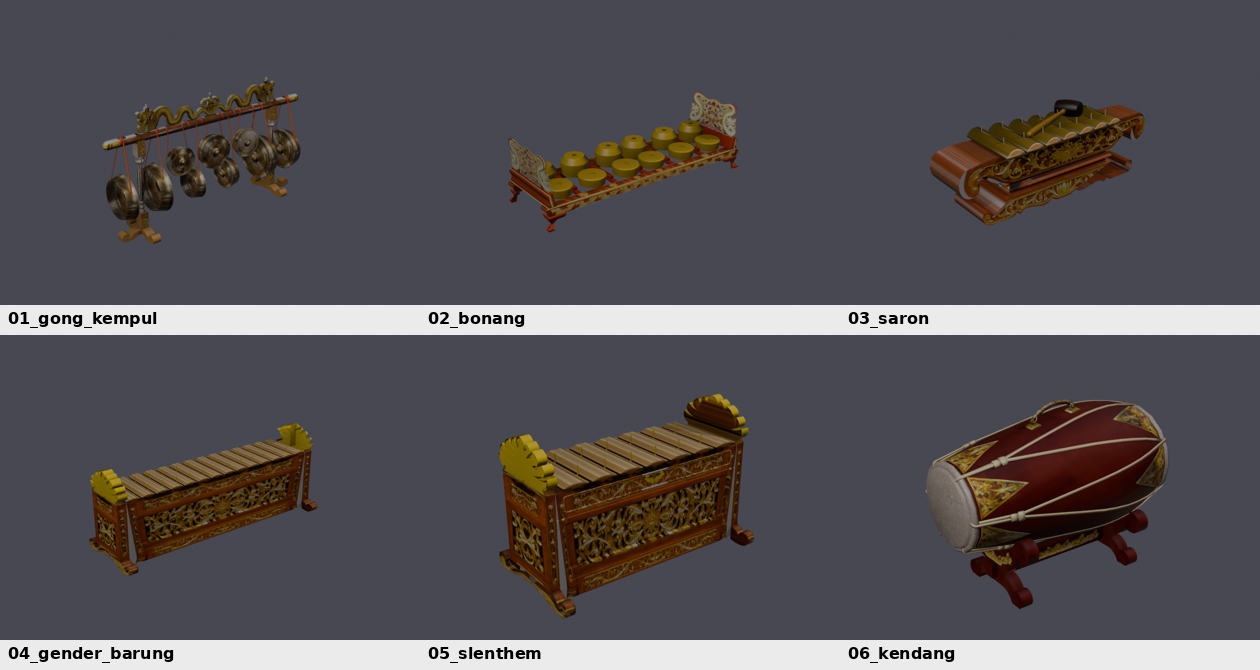 01_gong_kempul
02_bonang
03_saron
04_gender_barung
05_slenthem
06_kendang